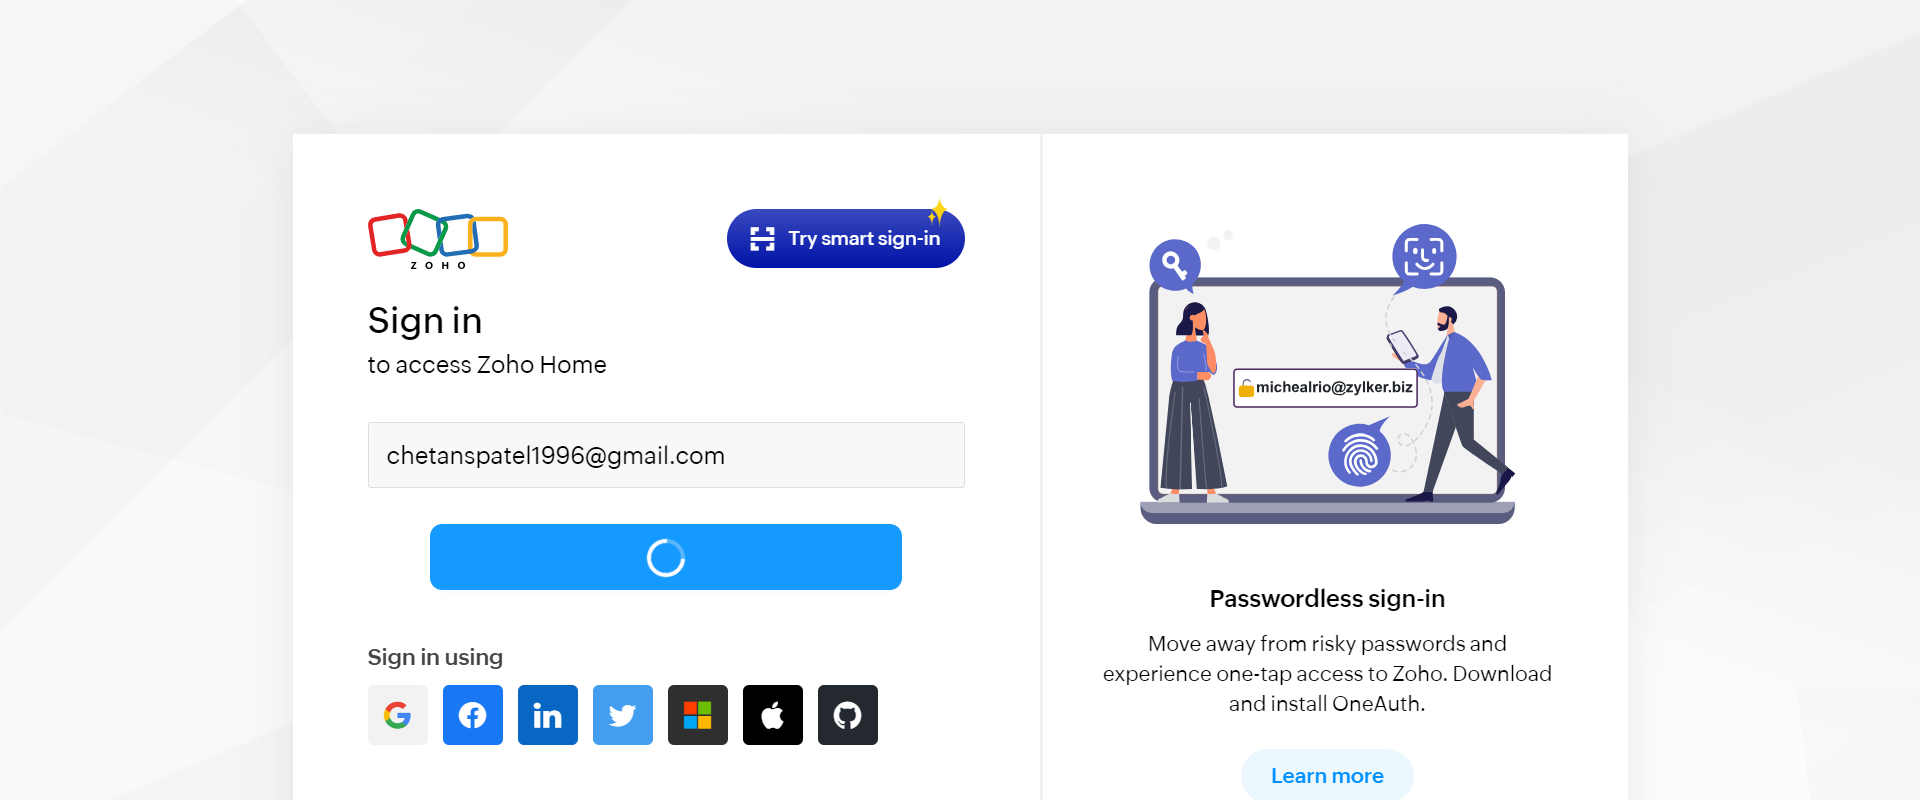 ZOHO
Try smart sign-in
Sign in
to access Zoho Home
chetanspatel1996@gmail.com
Sign in using
in
michealrio@zylker.biz
Passwordless sign-in
Move away from risky passwords and
experience one-tap access to Zoho. Download
and install OneAuth.
Learn more